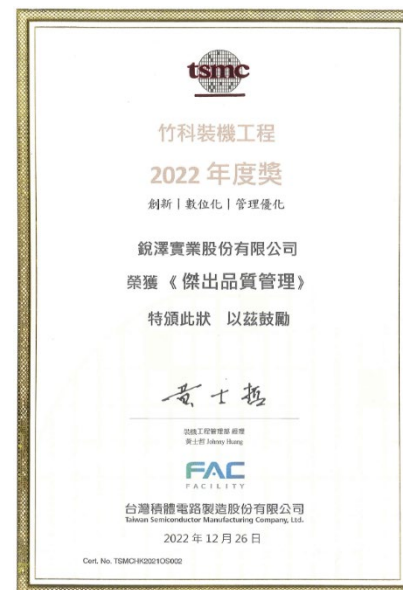 tsmc
竹科裝機工程
2022 年度獎
創新 | 數位化 | 管理優化
銳澤實業股份有限公司
榮獲《傑出品質管理》
特頒此狀 以茲鼓勵
黃士哲
裝機工程管理部 經理
黃士哲 Johnny Huang
FAC
FACILITY
台灣積體電路製造股份有限公司
Taiwan Semiconductor Manufacturing Company, Ltd.
2022 年 12 月 26 日
Cert. No. TSMCHK2021OS002